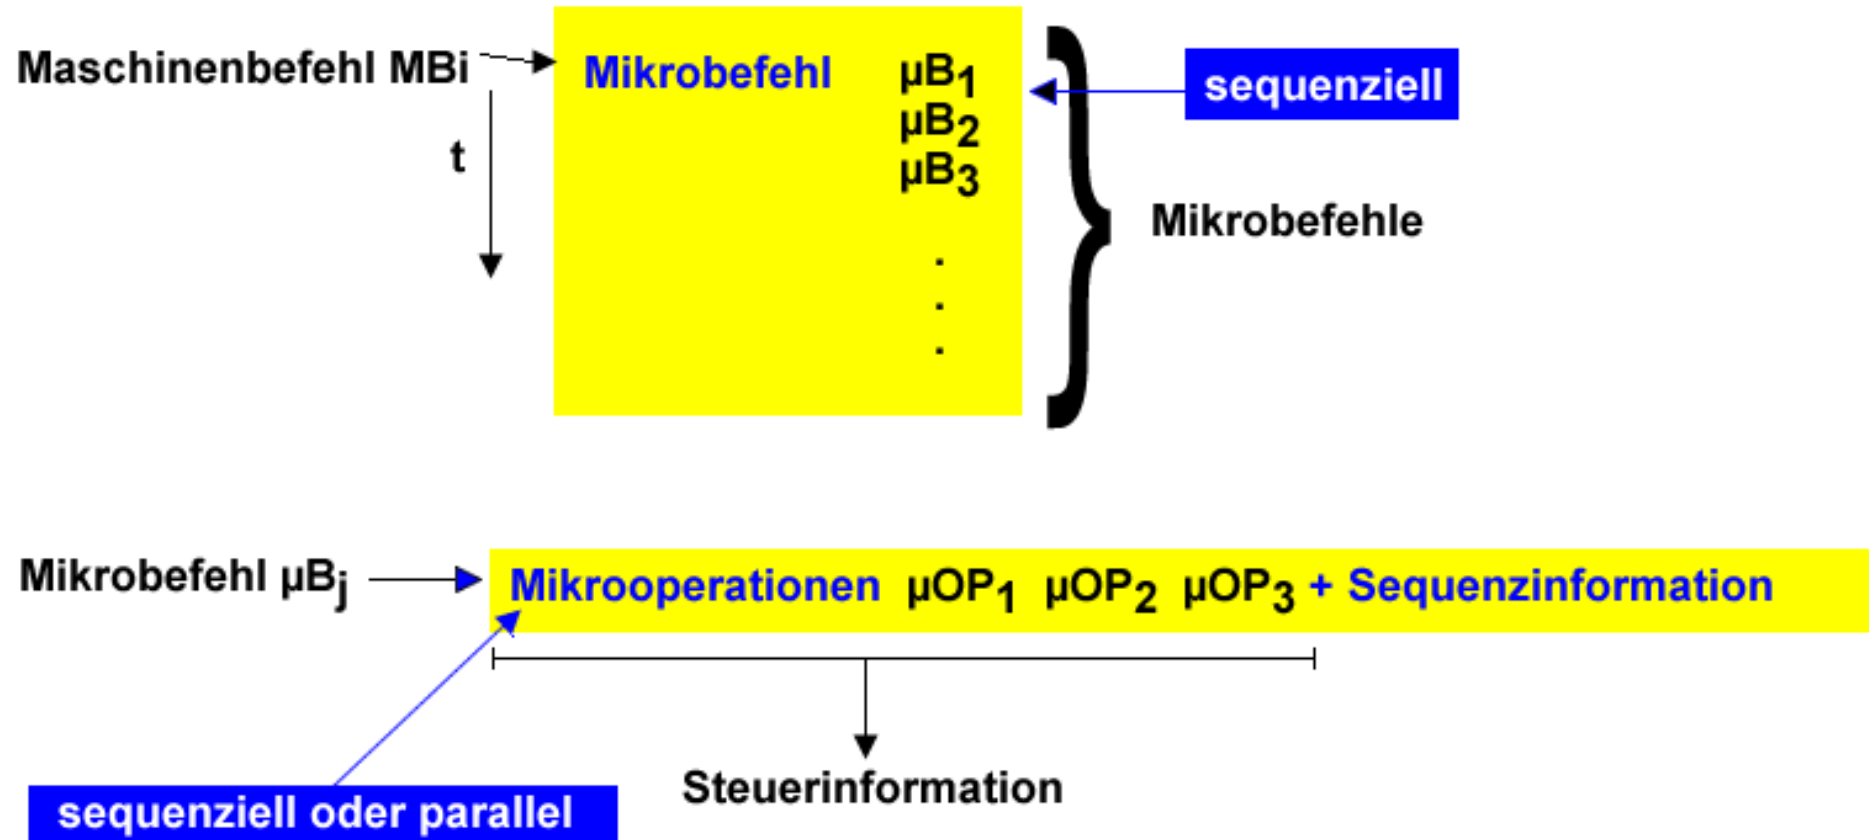 Maschinenbefehl MBi
Mikrobefehl µB1
µB2
µB3
.
.
.
sequenziell
t
Mikrobefehle
Mikrobefehl µBj
Mikrooperationen µOP1 µOP2 µOP3 + Sequenzinformation
Steuerinformation
sequenziell oder parallel